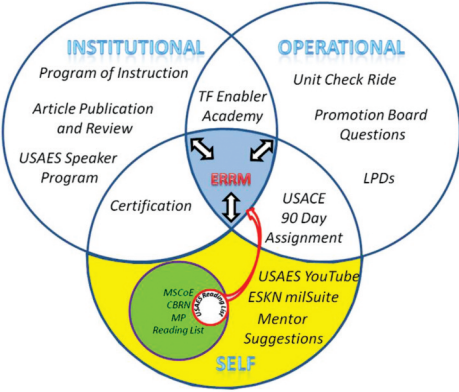 INSTITUTIONAL
OPERATIONAL
Program of Instruction
Article Publication
and Review
USAES Speaker
Program
TF Enabler
Academy
Unit Check Ride
Promotion Board
Questions
LPDs
ERRM
Certification
USACE
90 Day
Assignment
USAES YouTube
ESKN milSuite
Mentor
Suggestions
MSCoE
CBRN
MP
Reading List
USAES Reading List
SELF